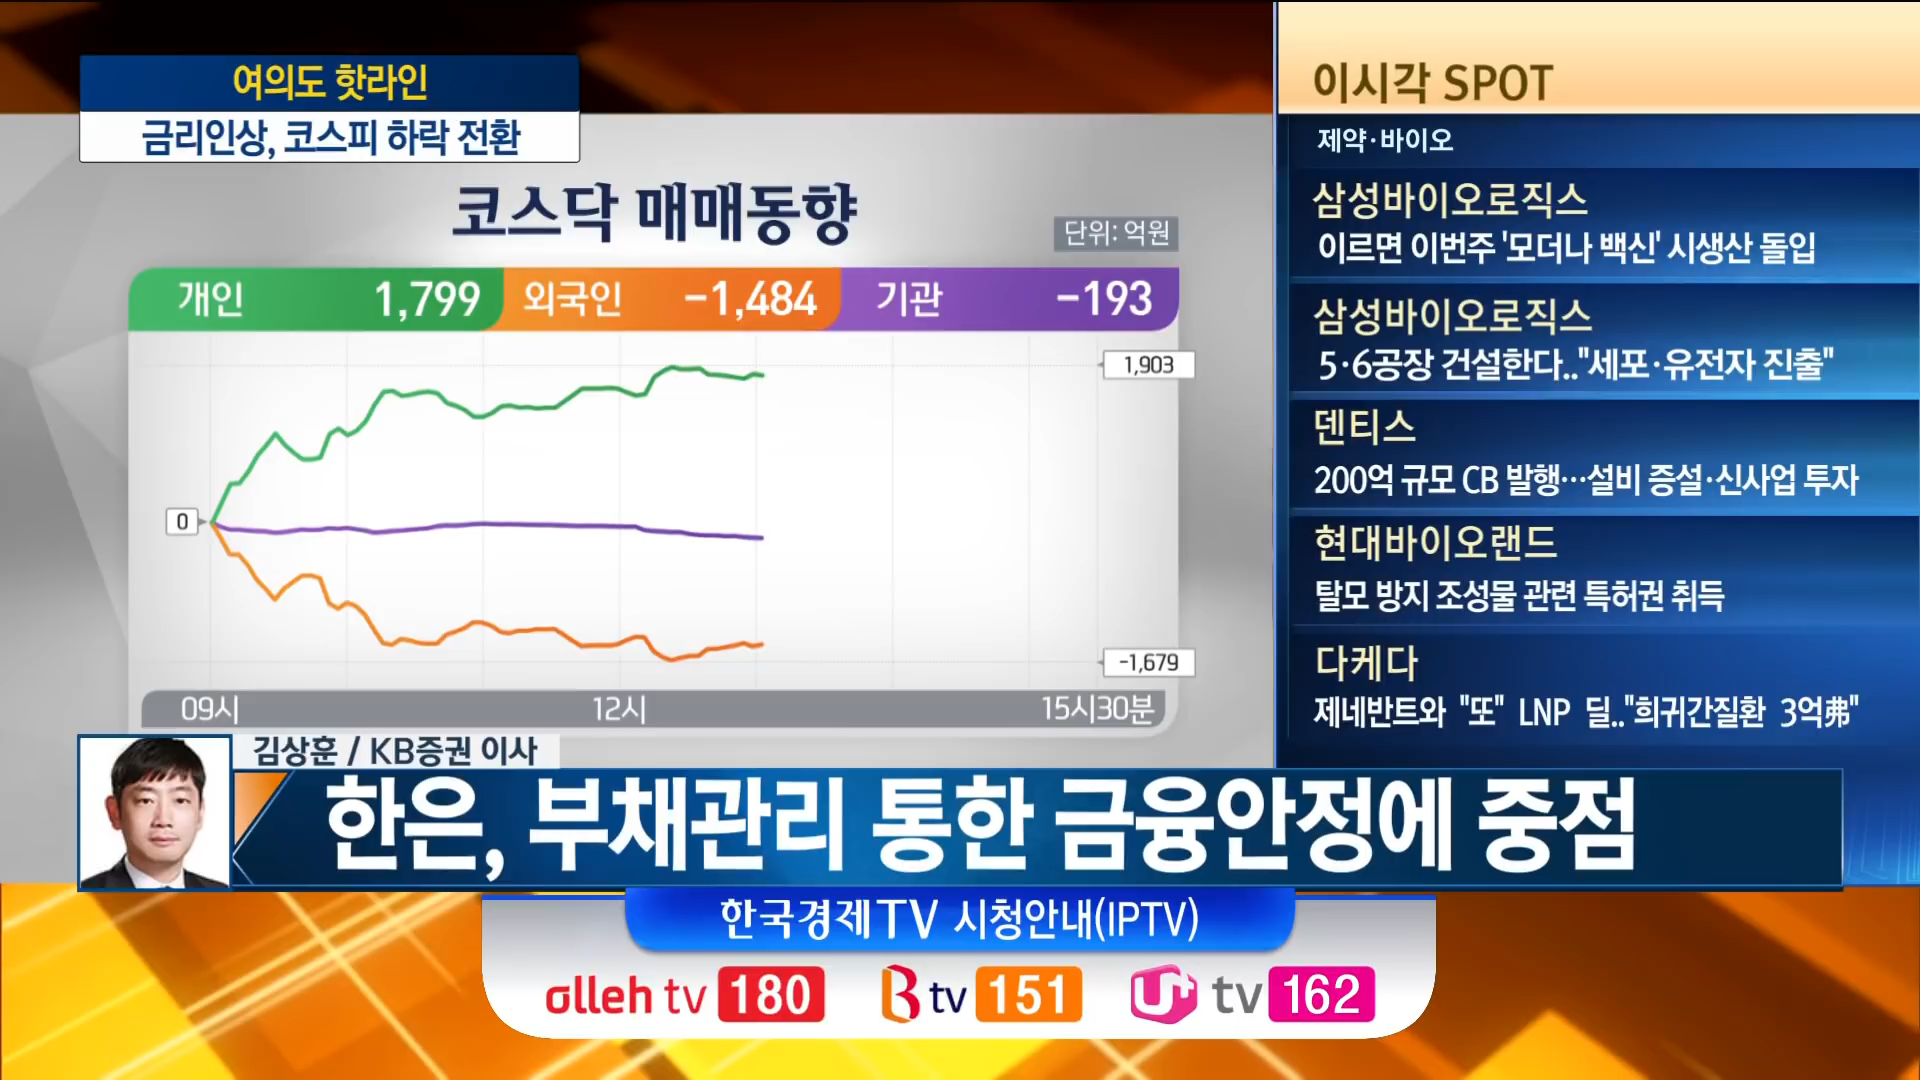 여의도 핫라인
금리인상, 코스피 하락 전환
코스닥 매매동향
단위: 억원
개인 1,799 외국인 -1,484 기관 -193
1,903
0
-1,679
09시 12시 15시30분
이시각 SPOT
제약·바이오
삼성바이오로직스
이르면 이번주 '모더나 백신' 시생산 돌입
삼성바이오로직스
5·6공장 건설한다.."세포·유전자 진출"
덴티스
200억 규모 CB 발행…설비 증설·신사업 투자
현대바이오랜드
탈모 방지 조성물 관련 특허권 취득
다케다
제네반트와 "또" LNP 딜.."희귀간질환 3억弗"
김상훈 / KB증권 이사
한은, 부채관리 통한 금융안정에 중점
한국경제TV 시청안내(IPTV)
olleh tv 180 B tv 151 U+ tv 162